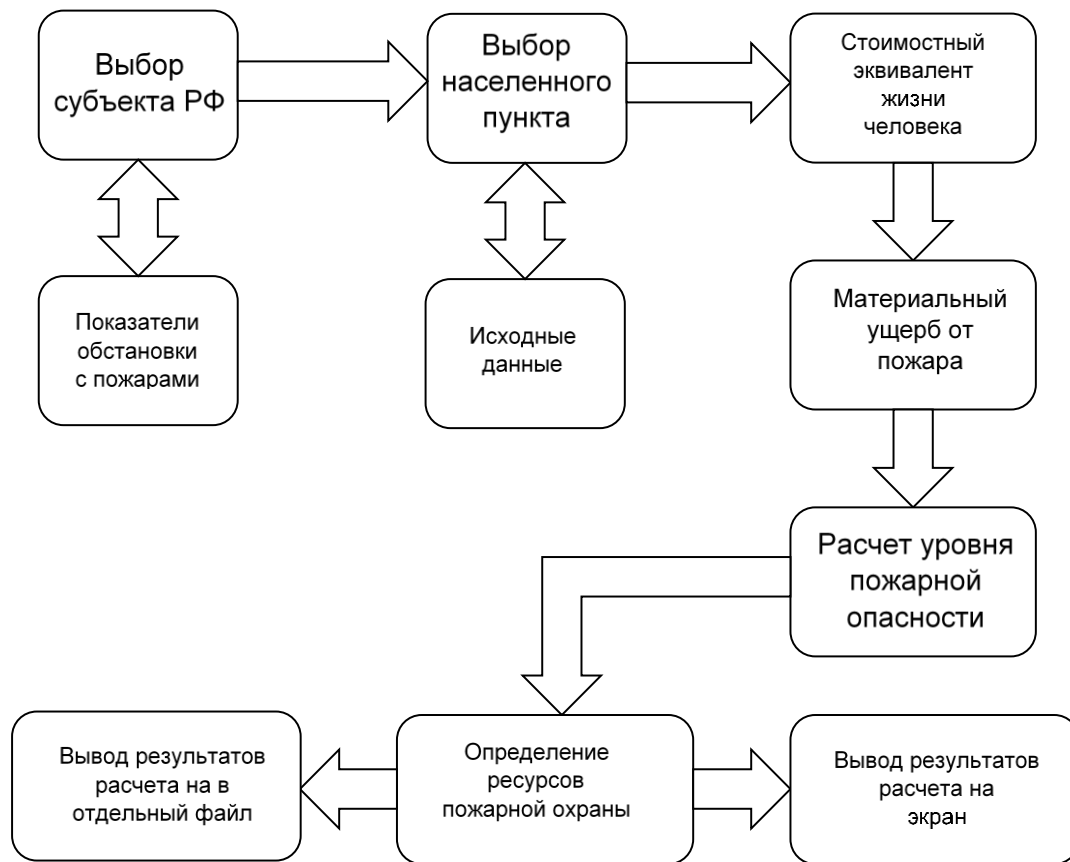 Выбор
субъекта РФ
Выбор
населенного
пункта
Стоимостный
эквивалент
жизни
человека
Показатели
обстановки
с пожарами
Исходные
данные
Материальный
ущерб от
пожара
Расчет уровня
пожарной
опасности
Вывод результатов
расчета на в
отдельный файл
Определение
ресурсов
пожарной охраны
Вывод результатов
расчета на
экран